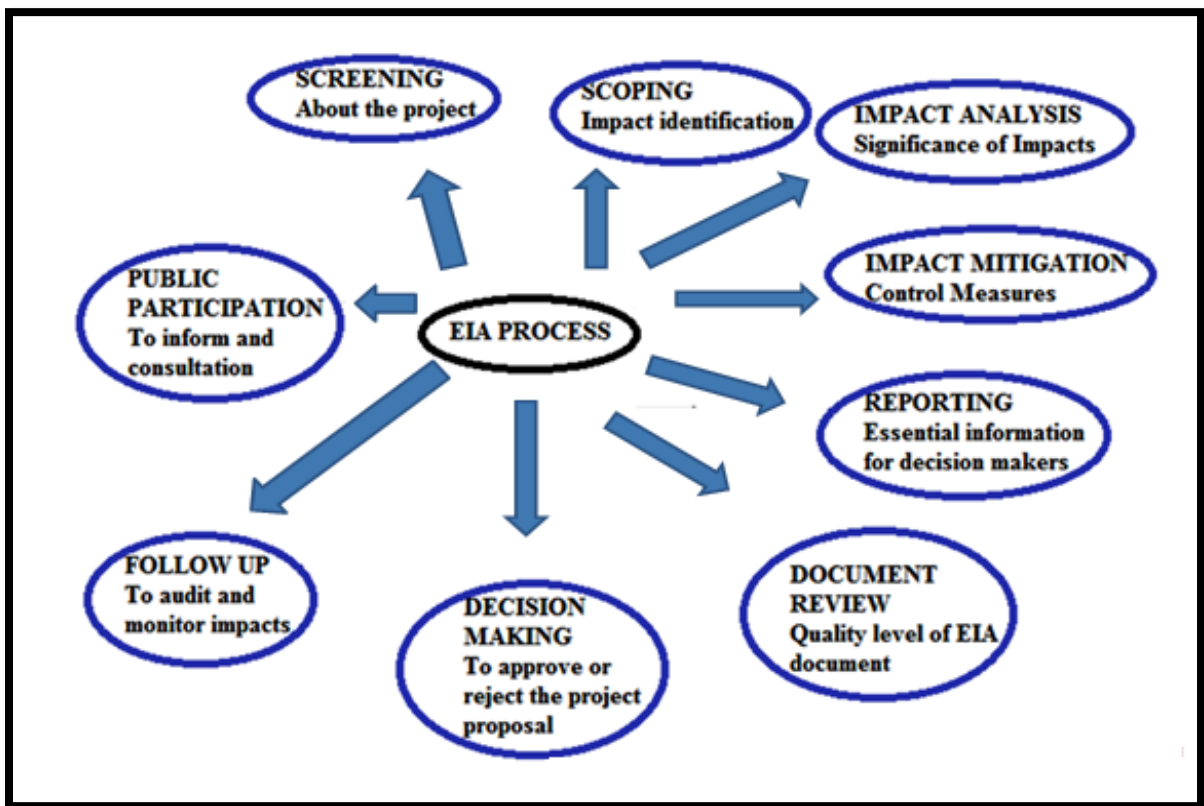 SCREENING
About the project
SCOPING
Impact identification
IMPACT ANALYSIS
Significance of Impacts
IMPACT MITIGATION
Control Measures
PUBLIC
PARTICIPATION
To inform and
consultation
EIA PROCESS
REPORTING
Essential information
for decision makers
DOCUMENT
REVIEW
Quality level of EIA
document
DECISION
MAKING
To approve or
reject the project
proposal
FOLLOW UP
To audit and
monitor impacts